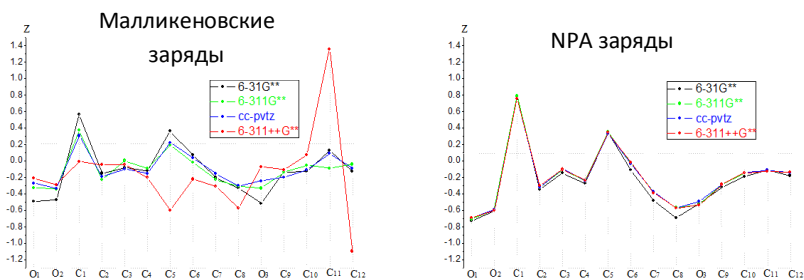 Малликеновские
заряды
Z
1.4
1.2
1.0
0.8
0.6
0.4
0.2
0.0
-0.2
-0.4
-0.6
-0.8
-1.0
-1.2
6-31G**
6-311G**
cc-pvtz
6-311++G**
O1 O2 C1 C2 C3 C4 C5 C6 C7 C8 O3 C9 C10 C11 C12
NPA заряды
Z
1.4
1.2
1.0
0.8
0.6
0.4
0.2
0.0
-0.2
-0.4
-0.6
-0.8
-1.0
-1.2
6-31G**
6-311G**
cc-pvtz
6-311++G**
O1 O2 C1 C2 C3 C4 C5 C6 C7 C8 O3 C9 C10 C11 C12